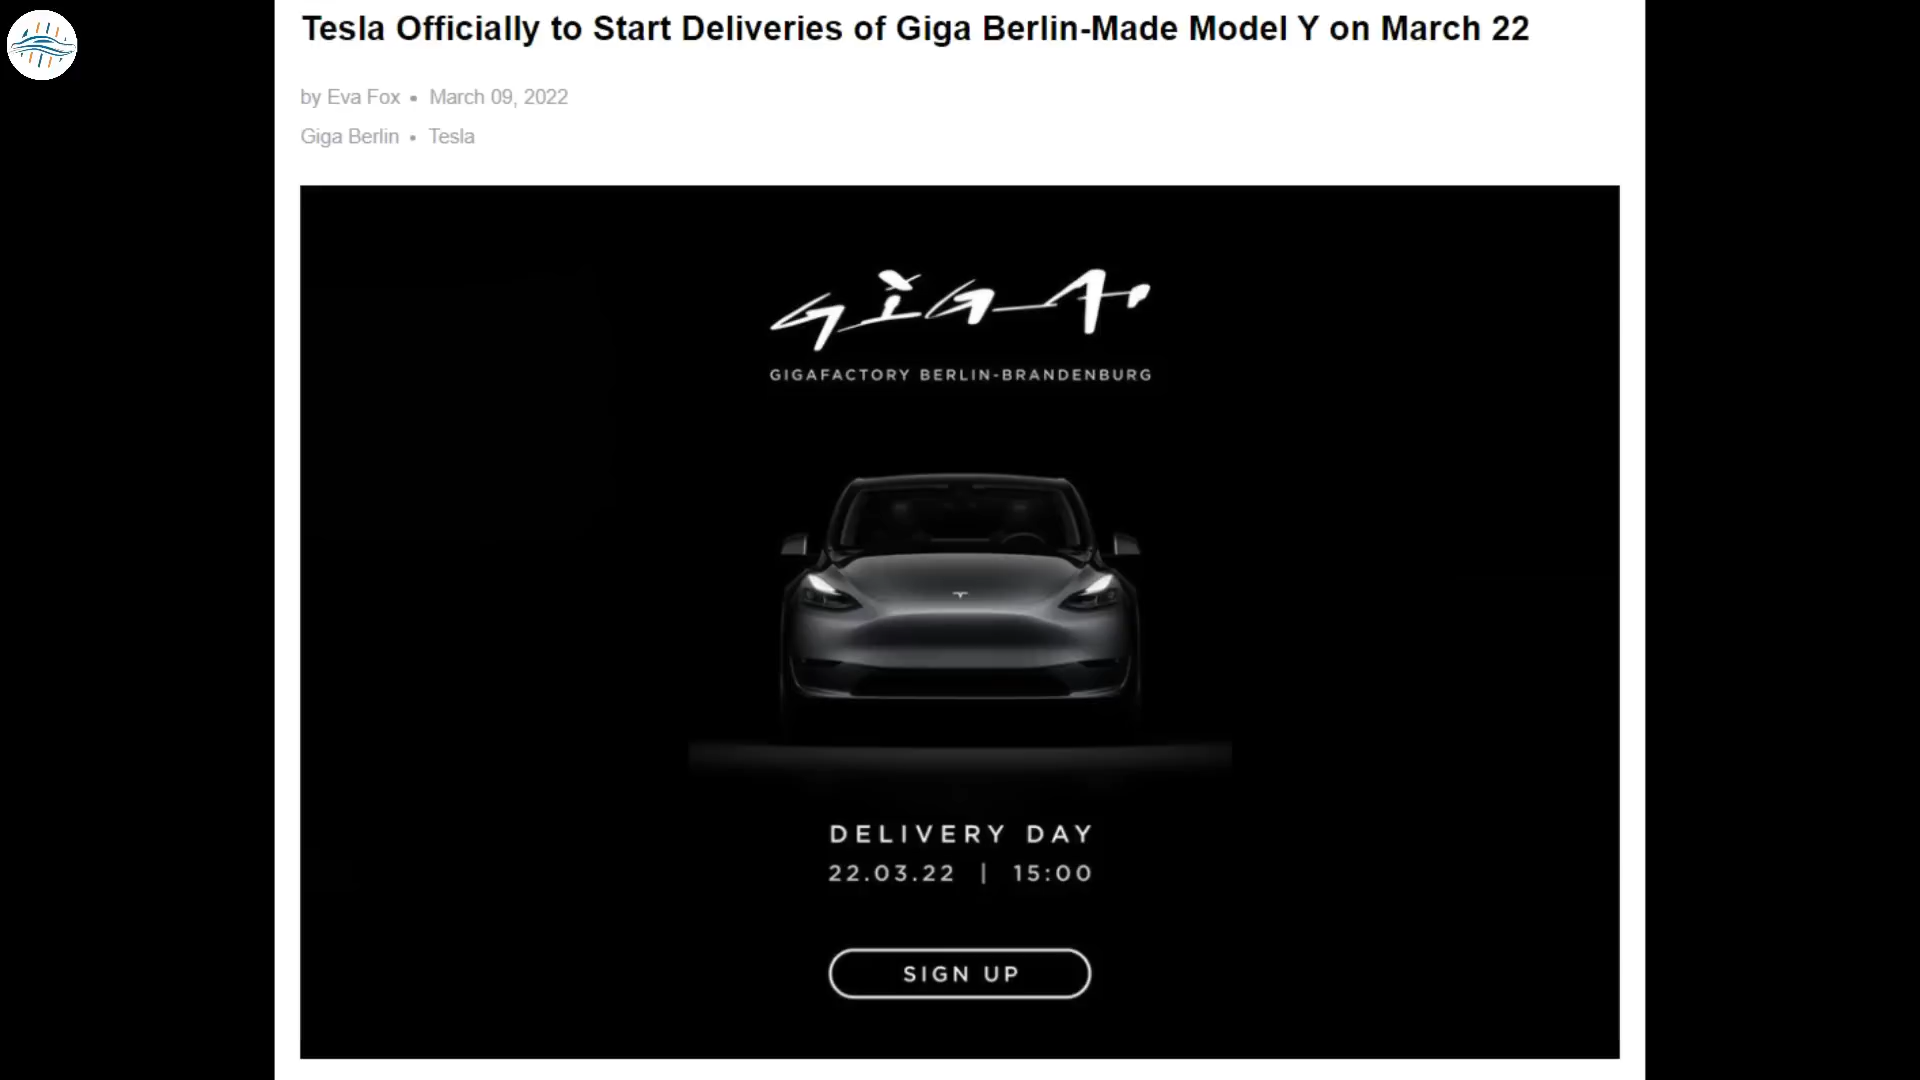 Tesla Officially to Start Deliveries of Giga Berlin-Made Model Y on March 22
by Eva Fox • March 09, 2022
Giga Berlin • Tesla
GIGA
GIGAFACTORY BERLIN-BRANDENBURG
DELIVERY DAY
22.03.22 | 15:00
SIGN UP